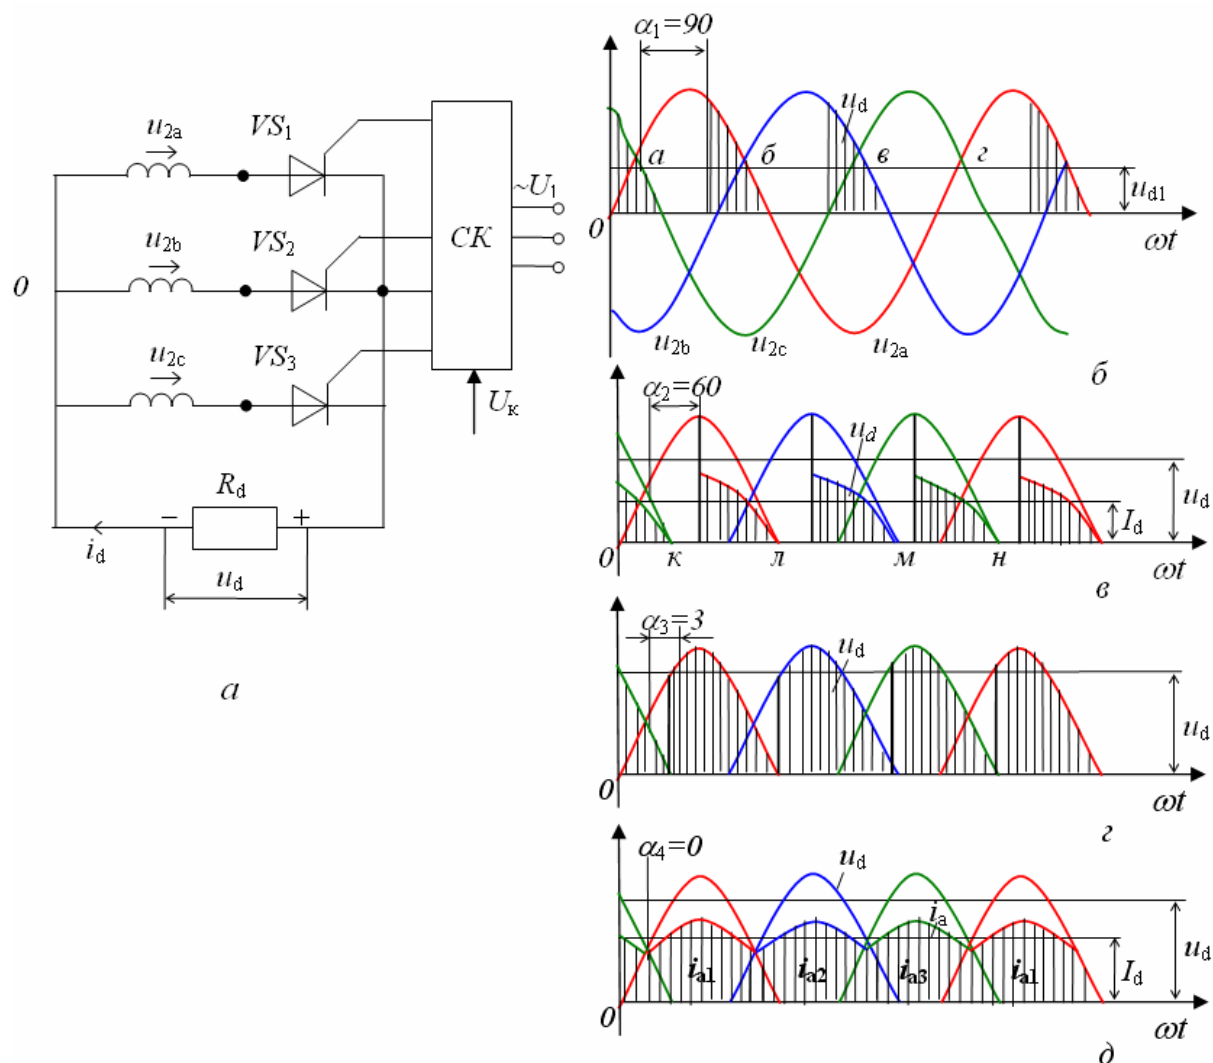 u2a
VS1
u2b
VS2
u2c
VS3
0
СК
~U1
Uк
Rd
−
+
id
ud
а
α1=90
ud
а
б
в
г
ud1
0
ωt
u2b
u2c
u2a
б
α2=60
ud
ud
Id
0
к
л
м
н
ωt
в
α3=3
ud
ud
0
ωt
г
α4=0
ud
ia
ud
ia1
ia2
ia3
ia1
Id
0
ωt
д